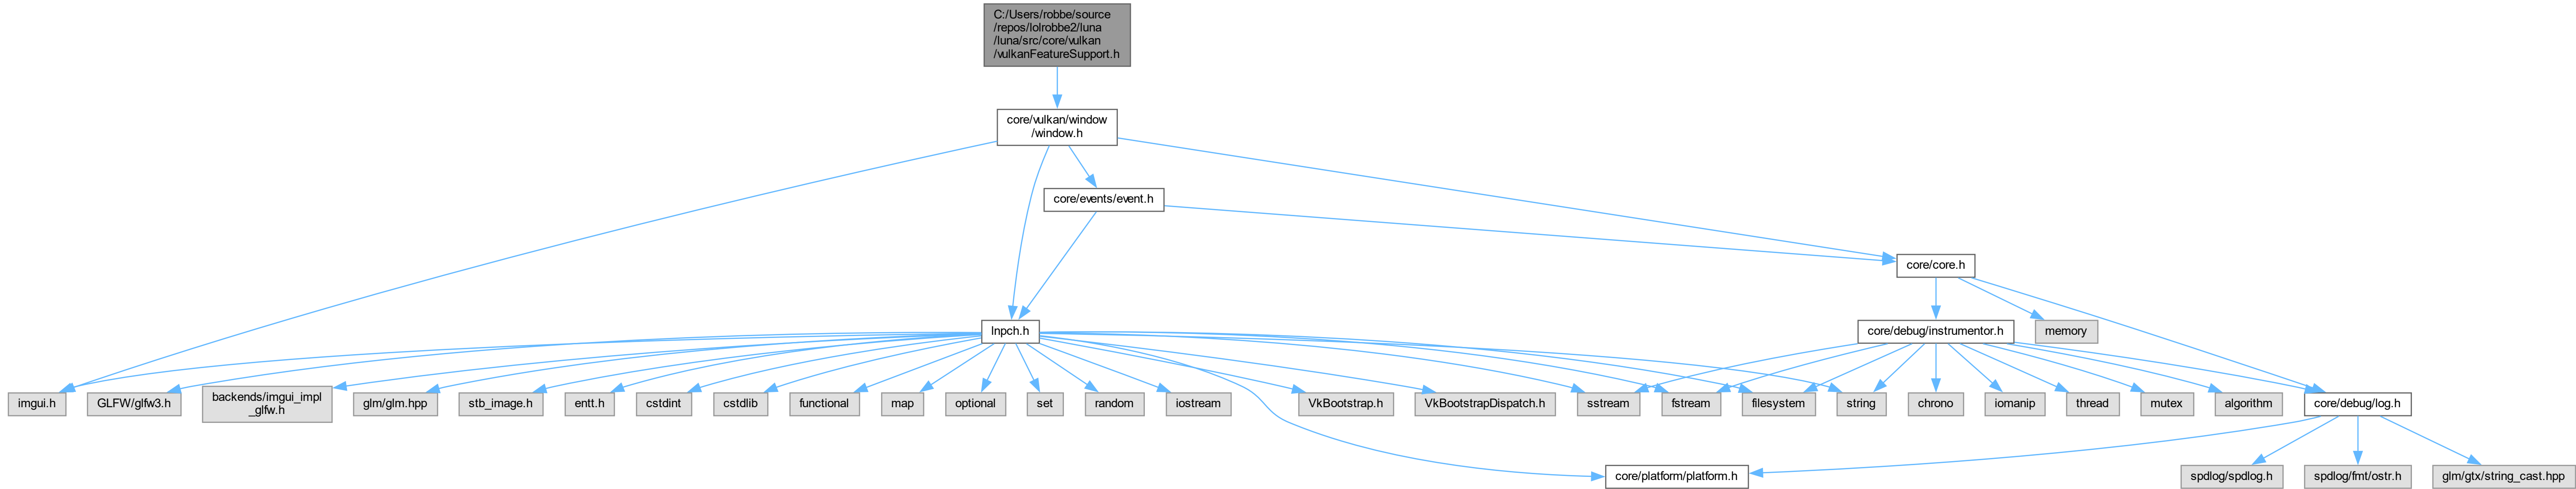 C:/Users/robbe/source
/repos/lolrobbe2/luna
/luna/src/core/vulkan
/vulkanFeatureSupport.h
core/vulkan/window
/window.h
core/events/event.h
core/core.h
lnpch.h
core/debug/instrumentor.h
memory
imgui.h
GLFW/glfw3.h
backends/imgui_impl
_glfw.h
glm/glm.hpp
stb_image.h
entt.h
cstdint
cstdlib
functional
map
optional
set
random
iostream
VkBootstrap.h
VkBootstrapDispatch.h
sstream
fstream
filesystem
string
chrono
iomanip
thread
mutex
algorithm
core/debug/log.h
core/platform/platform.h
spdlog/spdlog.h
spdlog/fmt/ostr.h
glm/gtx/string_cast.hpp